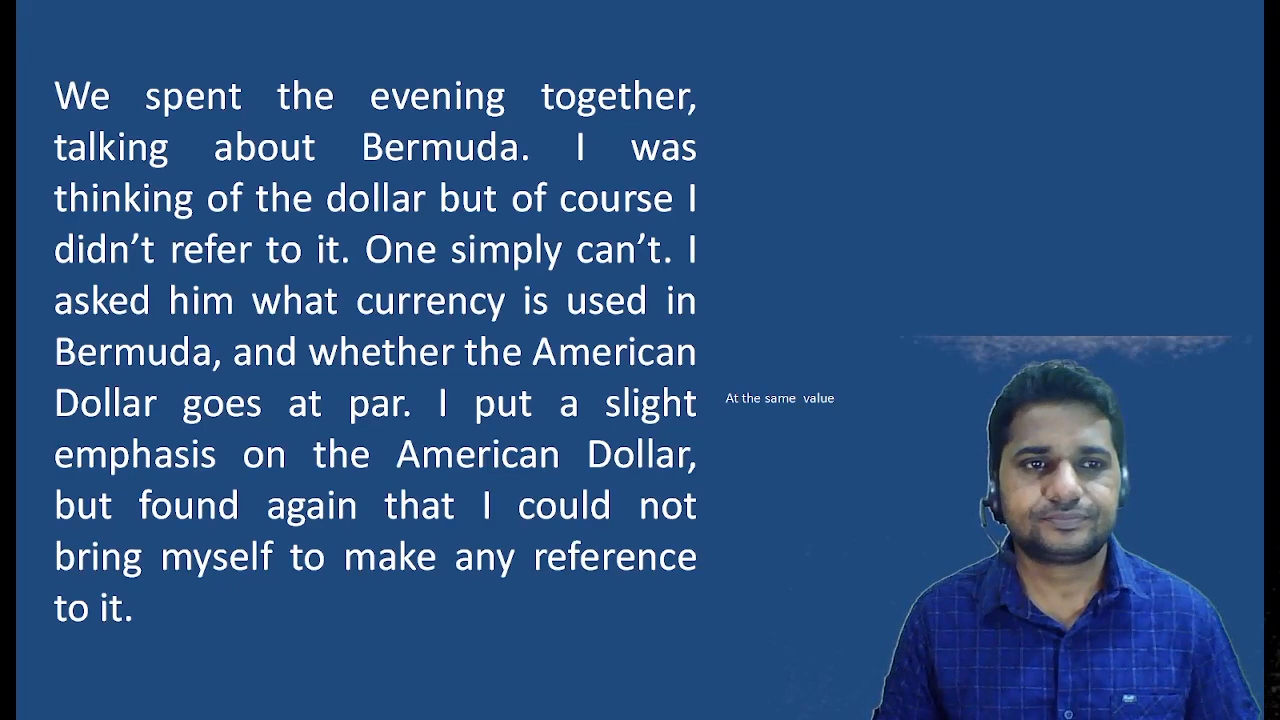 We spent the evening together,
talking about Bermuda. I was
thinking of the dollar but of course I
didn’t refer to it. One simply can’t. I
asked him what currency is used in
Bermuda, and whether the American
Dollar goes at par. I put a slight
emphasis on the American Dollar,
but found again that I could not
bring myself to make any reference
to it.
At the same value